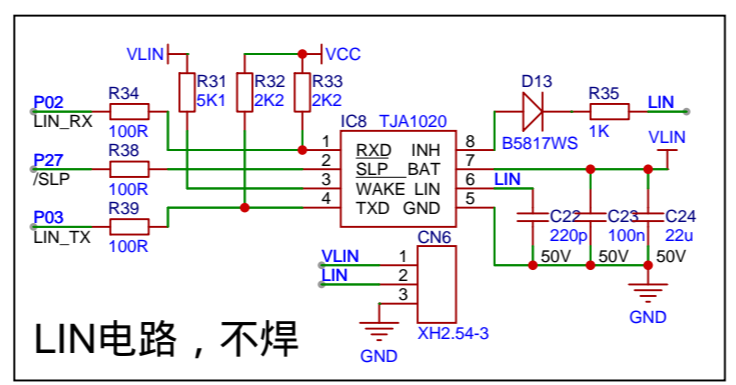 VLIN
VCC
R31
5K1
R32
2K2
R33
2K2
P02
LIN_RX
R34
100R
P27
/SLP
R38
100R
P03
LIN_TX
R39
100R
IC8 TJA1020
1 RXD INH 8
2 SLP BAT 7
3 WAKE LIN 6
4 TXD GND 5
D13
B5817WS
R35
1K
LIN
VLIN
LIN
C22
220p
50V
C23
100n
50V
C24
22u
50V
GND
CN6
VLIN 1
LIN 2
3
XH2.54-3
GND
LIN电路，不焊